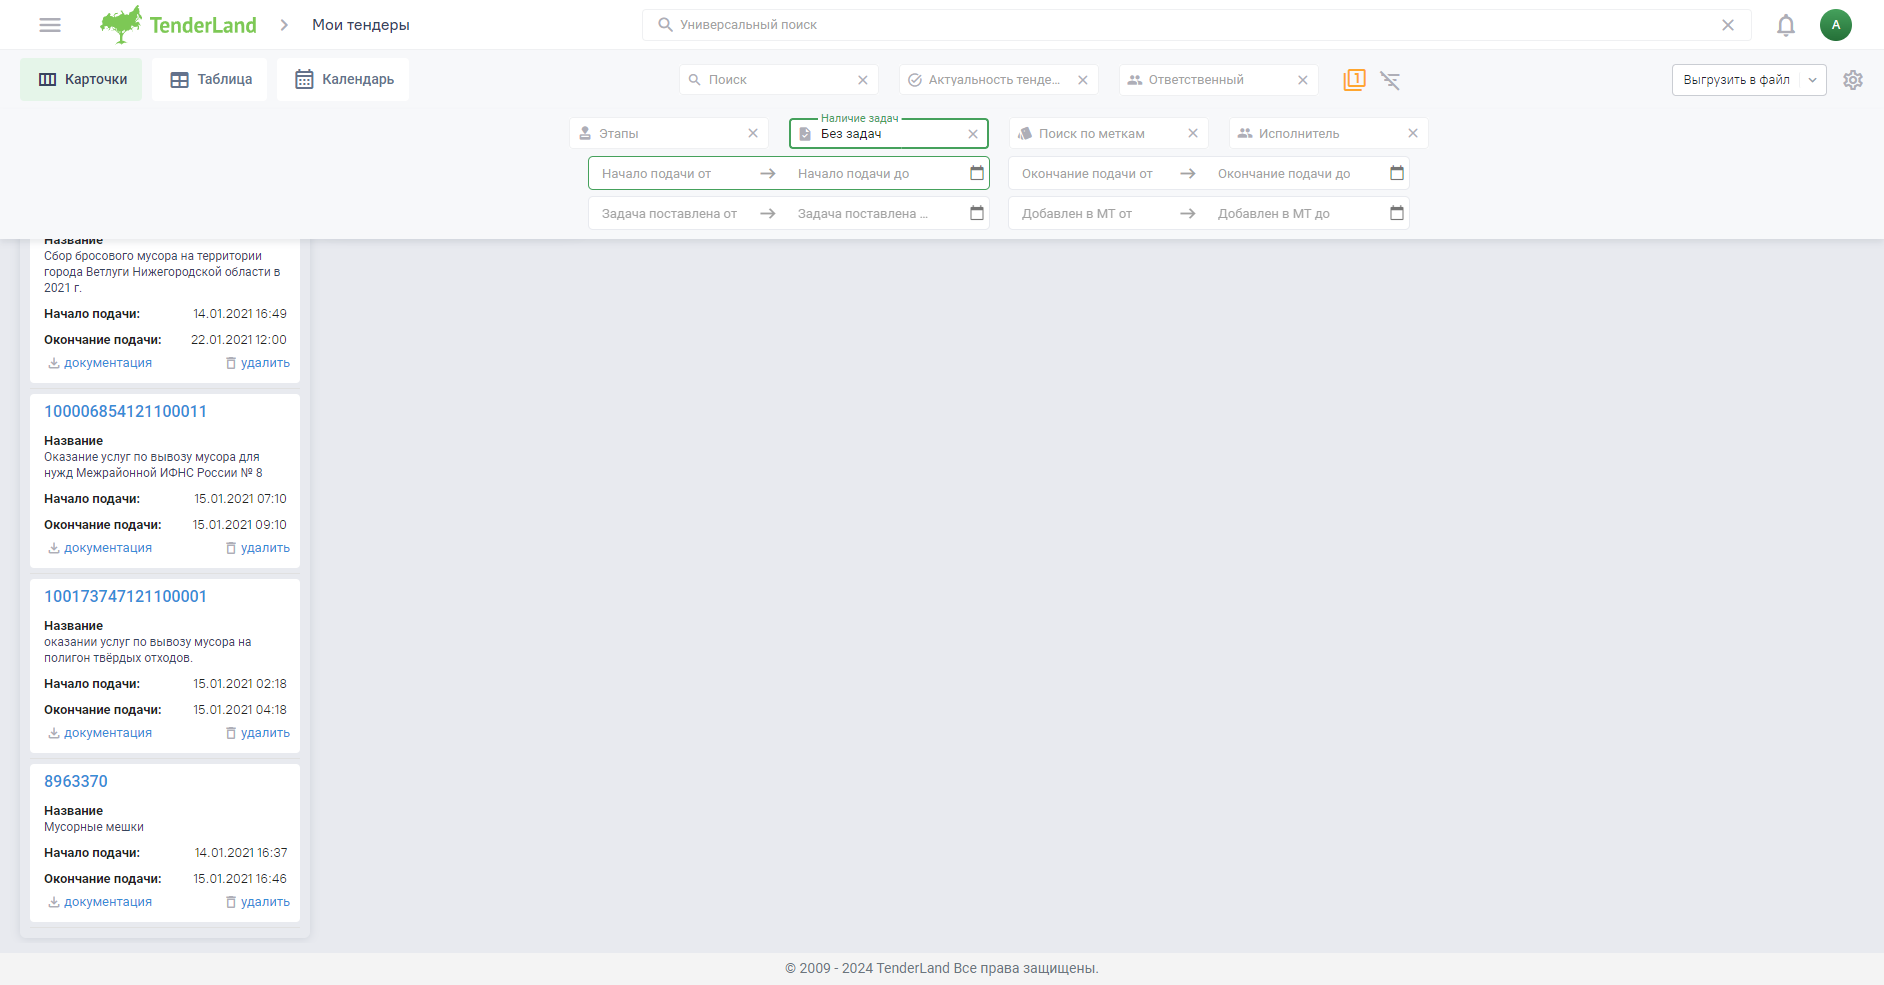 TenderLand
Мои тендеры
Универсальный поиск
A
Карточки
Таблица
Календарь
Поиск
Актуальность тенде...
Ответственный
1
Выгрузить в файл
Этапы
Наличие задач
Без задач
Поиск по меткам
Исполнитель
Начало подачи от
Начало подачи до
Окончание подачи от
Окончание подачи до
Задача поставлена от
Задача поставлена ...
Добавлен в МТ от
Добавлен в МТ до
Название
Сбор бросового мусора на территории
города Ветлуги Нижегородской области в
2021 г.
Начало подачи: 14.01.2021 16:49
Окончание подачи: 22.01.2021 12:00
документация удалить
100006854121100011
Название
Оказание услуг по вывозу мусора для
нужд Межрайонной ИФНС России № 8
Начало подачи: 15.01.2021 07:10
Окончание подачи: 15.01.2021 09:10
документация удалить
100173747121100001
Название
оказании услуг по вывозу мусора на
полигон твёрдых отходов.
Начало подачи: 15.01.2021 02:18
Окончание подачи: 15.01.2021 04:18
документация удалить
8963370
Название
Мусорные мешки
Начало подачи: 14.01.2021 16:37
Окончание подачи: 15.01.2021 16:46
документация удалить
© 2009 - 2024 TenderLand Все права защищены.